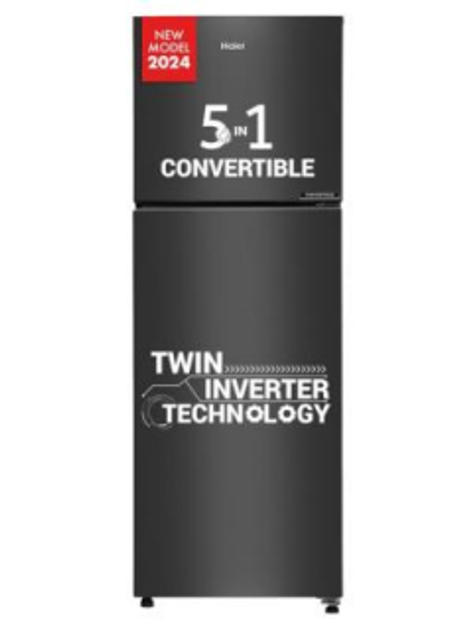 NEW
MODEL
2024
Haier
5 IN 1
CONVERTIBLE
TWIN
INVERTER
TECHNOLOGY